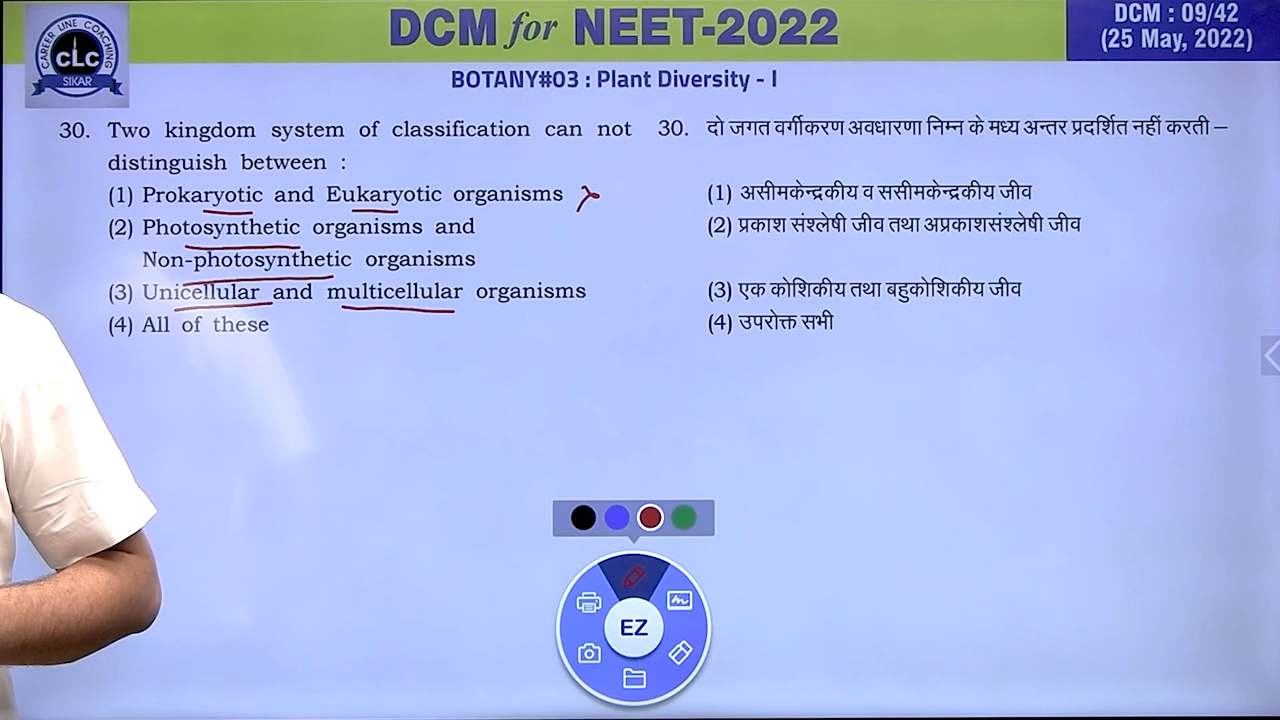 DCM for NEET-2022
DCM : 09/42
(25 May, 2022)
CAREER LINE COACHING
CLC
SIKAR
BOTANY#03 : Plant Diversity - I
30. Two kingdom system of classification can not
distinguish between :
(1) Prokaryotic and Eukaryotic organisms
(2) Photosynthetic organisms and
Non-photosynthetic organisms
(3) Unicellular and multicellular organisms
(4) All of these
30. दो जगत वर्गीकरण अवधारणा निम्न के मध्य अन्तर प्रदर्शित नहीं करती –
(1) असीमकेन्द्रकीय व ससीमकेन्द्रकीय जीव
(2) प्रकाश संश्लेषी जीव तथा अप्रकाशसंश्लेषी जीव
(3) एक कोशिकीय तथा बहुकोशिकीय जीव
(4) उपरोक्त सभी
EZ